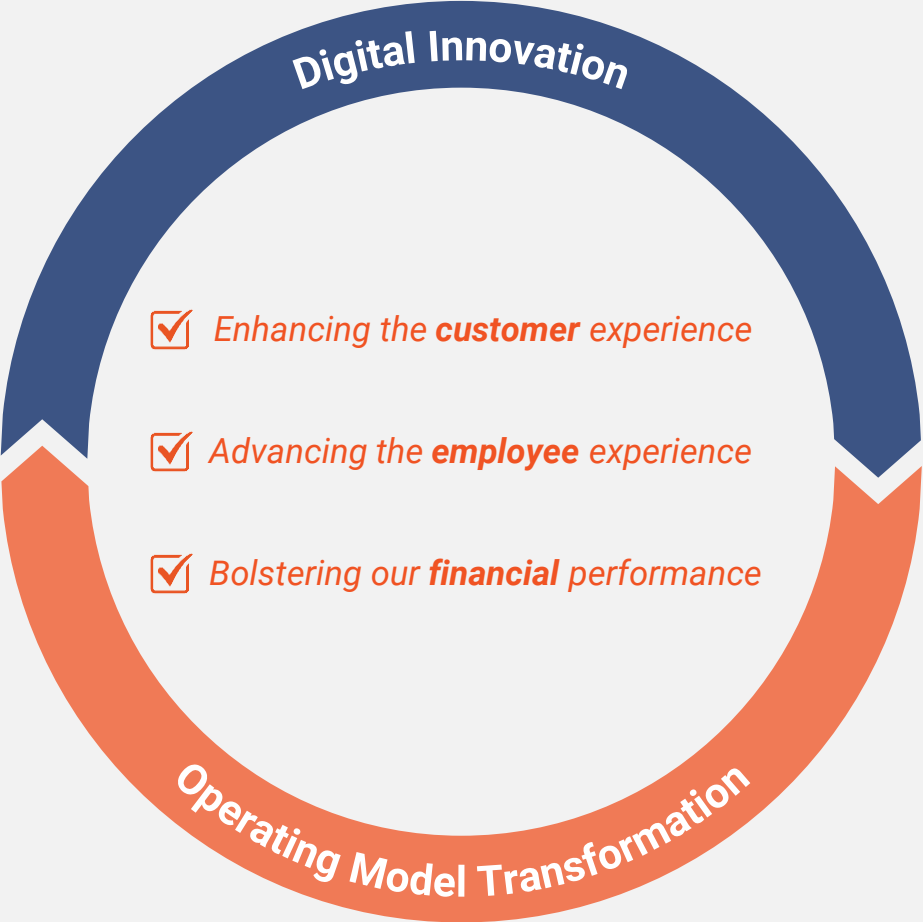 Digital Innovation
Enhancing the customer experience
Advancing the employee experience
Bolstering our financial performance
Operating Model Transformation